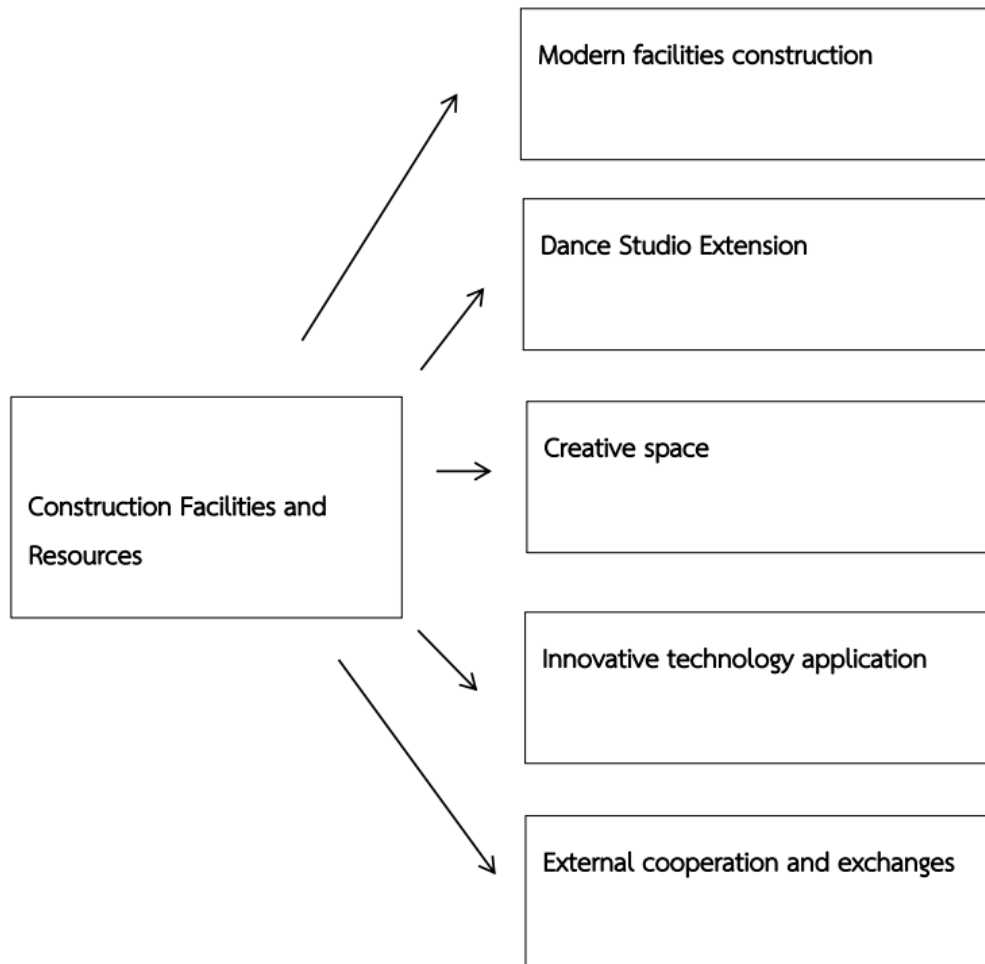 Modern facilities construction
Dance Studio Extension
Creative space
Construction Facilities and
Resources
Innovative technology application
External cooperation and exchanges